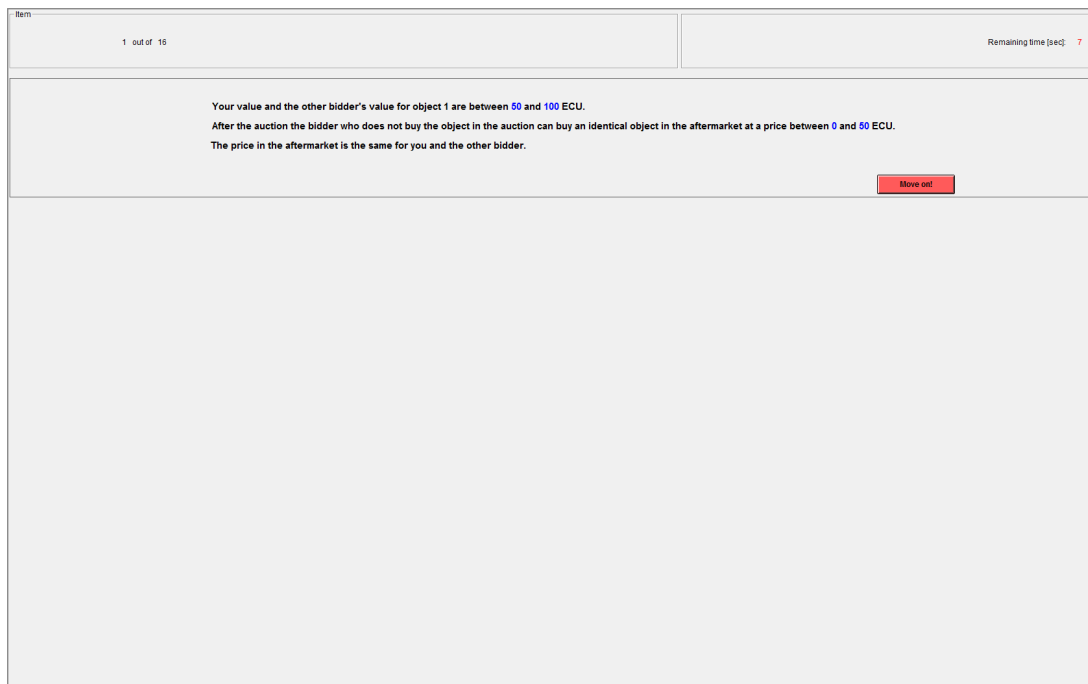 Item
1 out of 16
Remaining time [sec]: 7
Your value and the other bidder's value for object 1 are between 50 and 100 ECU.
After the auction the bidder who does not buy the object in the auction can buy an identical object in the aftermarket at a price between 0 and 50 ECU.
The price in the aftermarket is the same for you and the other bidder.
Move on!